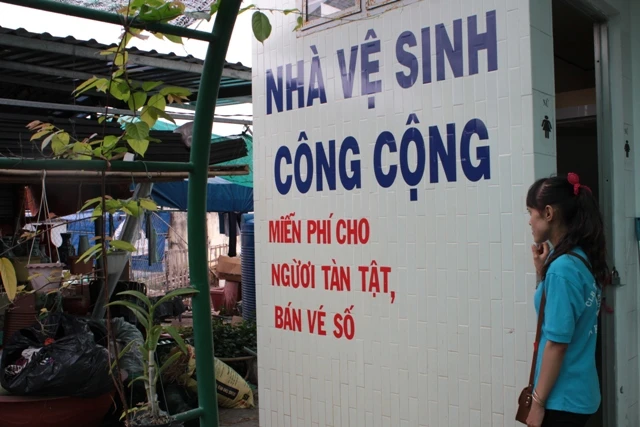 NHÀ VỆ SINH
CÔNG CỘNG
MIỄN PHÍ CHO
NGƯỜI TÀN TẬT,
BÁN VÉ SỐ